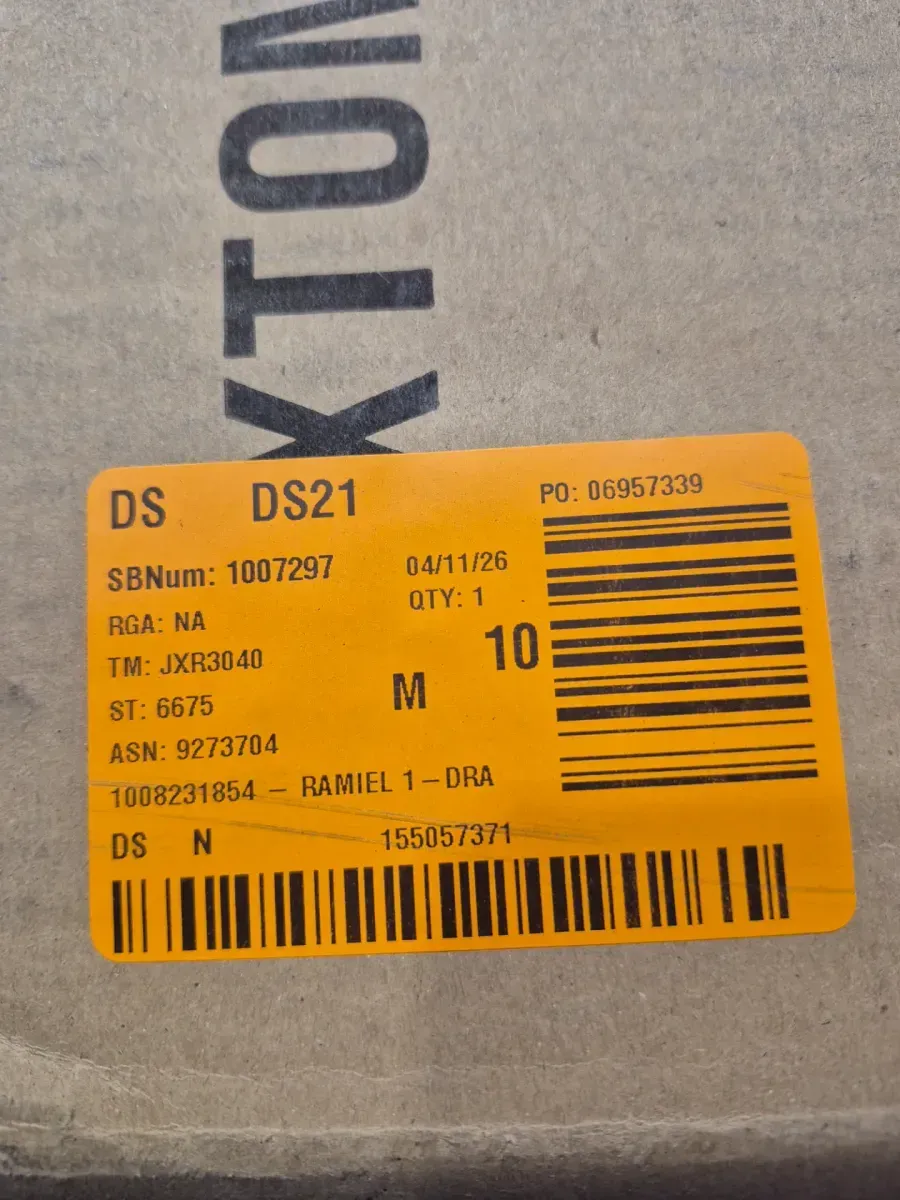 XTON
DS DS21 PO: 06957339
SBNum: 1007297 04/11/26
RGA: NA QTY: 1
TM: JXR3040 M 10
ST: 6675
ASN: 9273704
1008231854 – RAMIEL 1–DRA
DS N 155057371